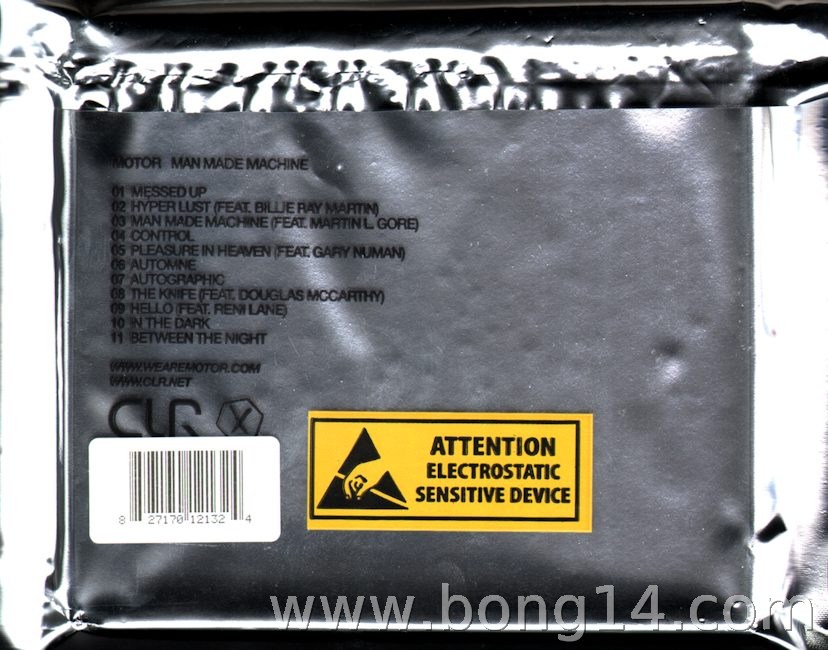 MOTOR MAN MADE MACHINE
01 MESSED UP
02 HYPER LUST (FEAT. BILLIE RAY MARTIN)
03 MAN MADE MACHINE (FEAT. MARTIN L. GORE)
04 CONTROL
05 PLEASURE IN HEAVEN (FEAT. GARY NUMAN)
06 AUTOMNE
07 AUTOGRAPHIC
08 THE KNIFE (FEAT. DOUGLAS MCCARTHY)
09 HELLO (FEAT. REMI LANE)
10 IN THE DARK
11 BETWEEN THE NIGHT
WWW.WEAREMOTOR.COM
WWW.CLR.NET
CLR X
ATTENTION
ELECTROSTATIC
SENSITIVE DEVICE
8 27170 12132 4
www.bong14.com